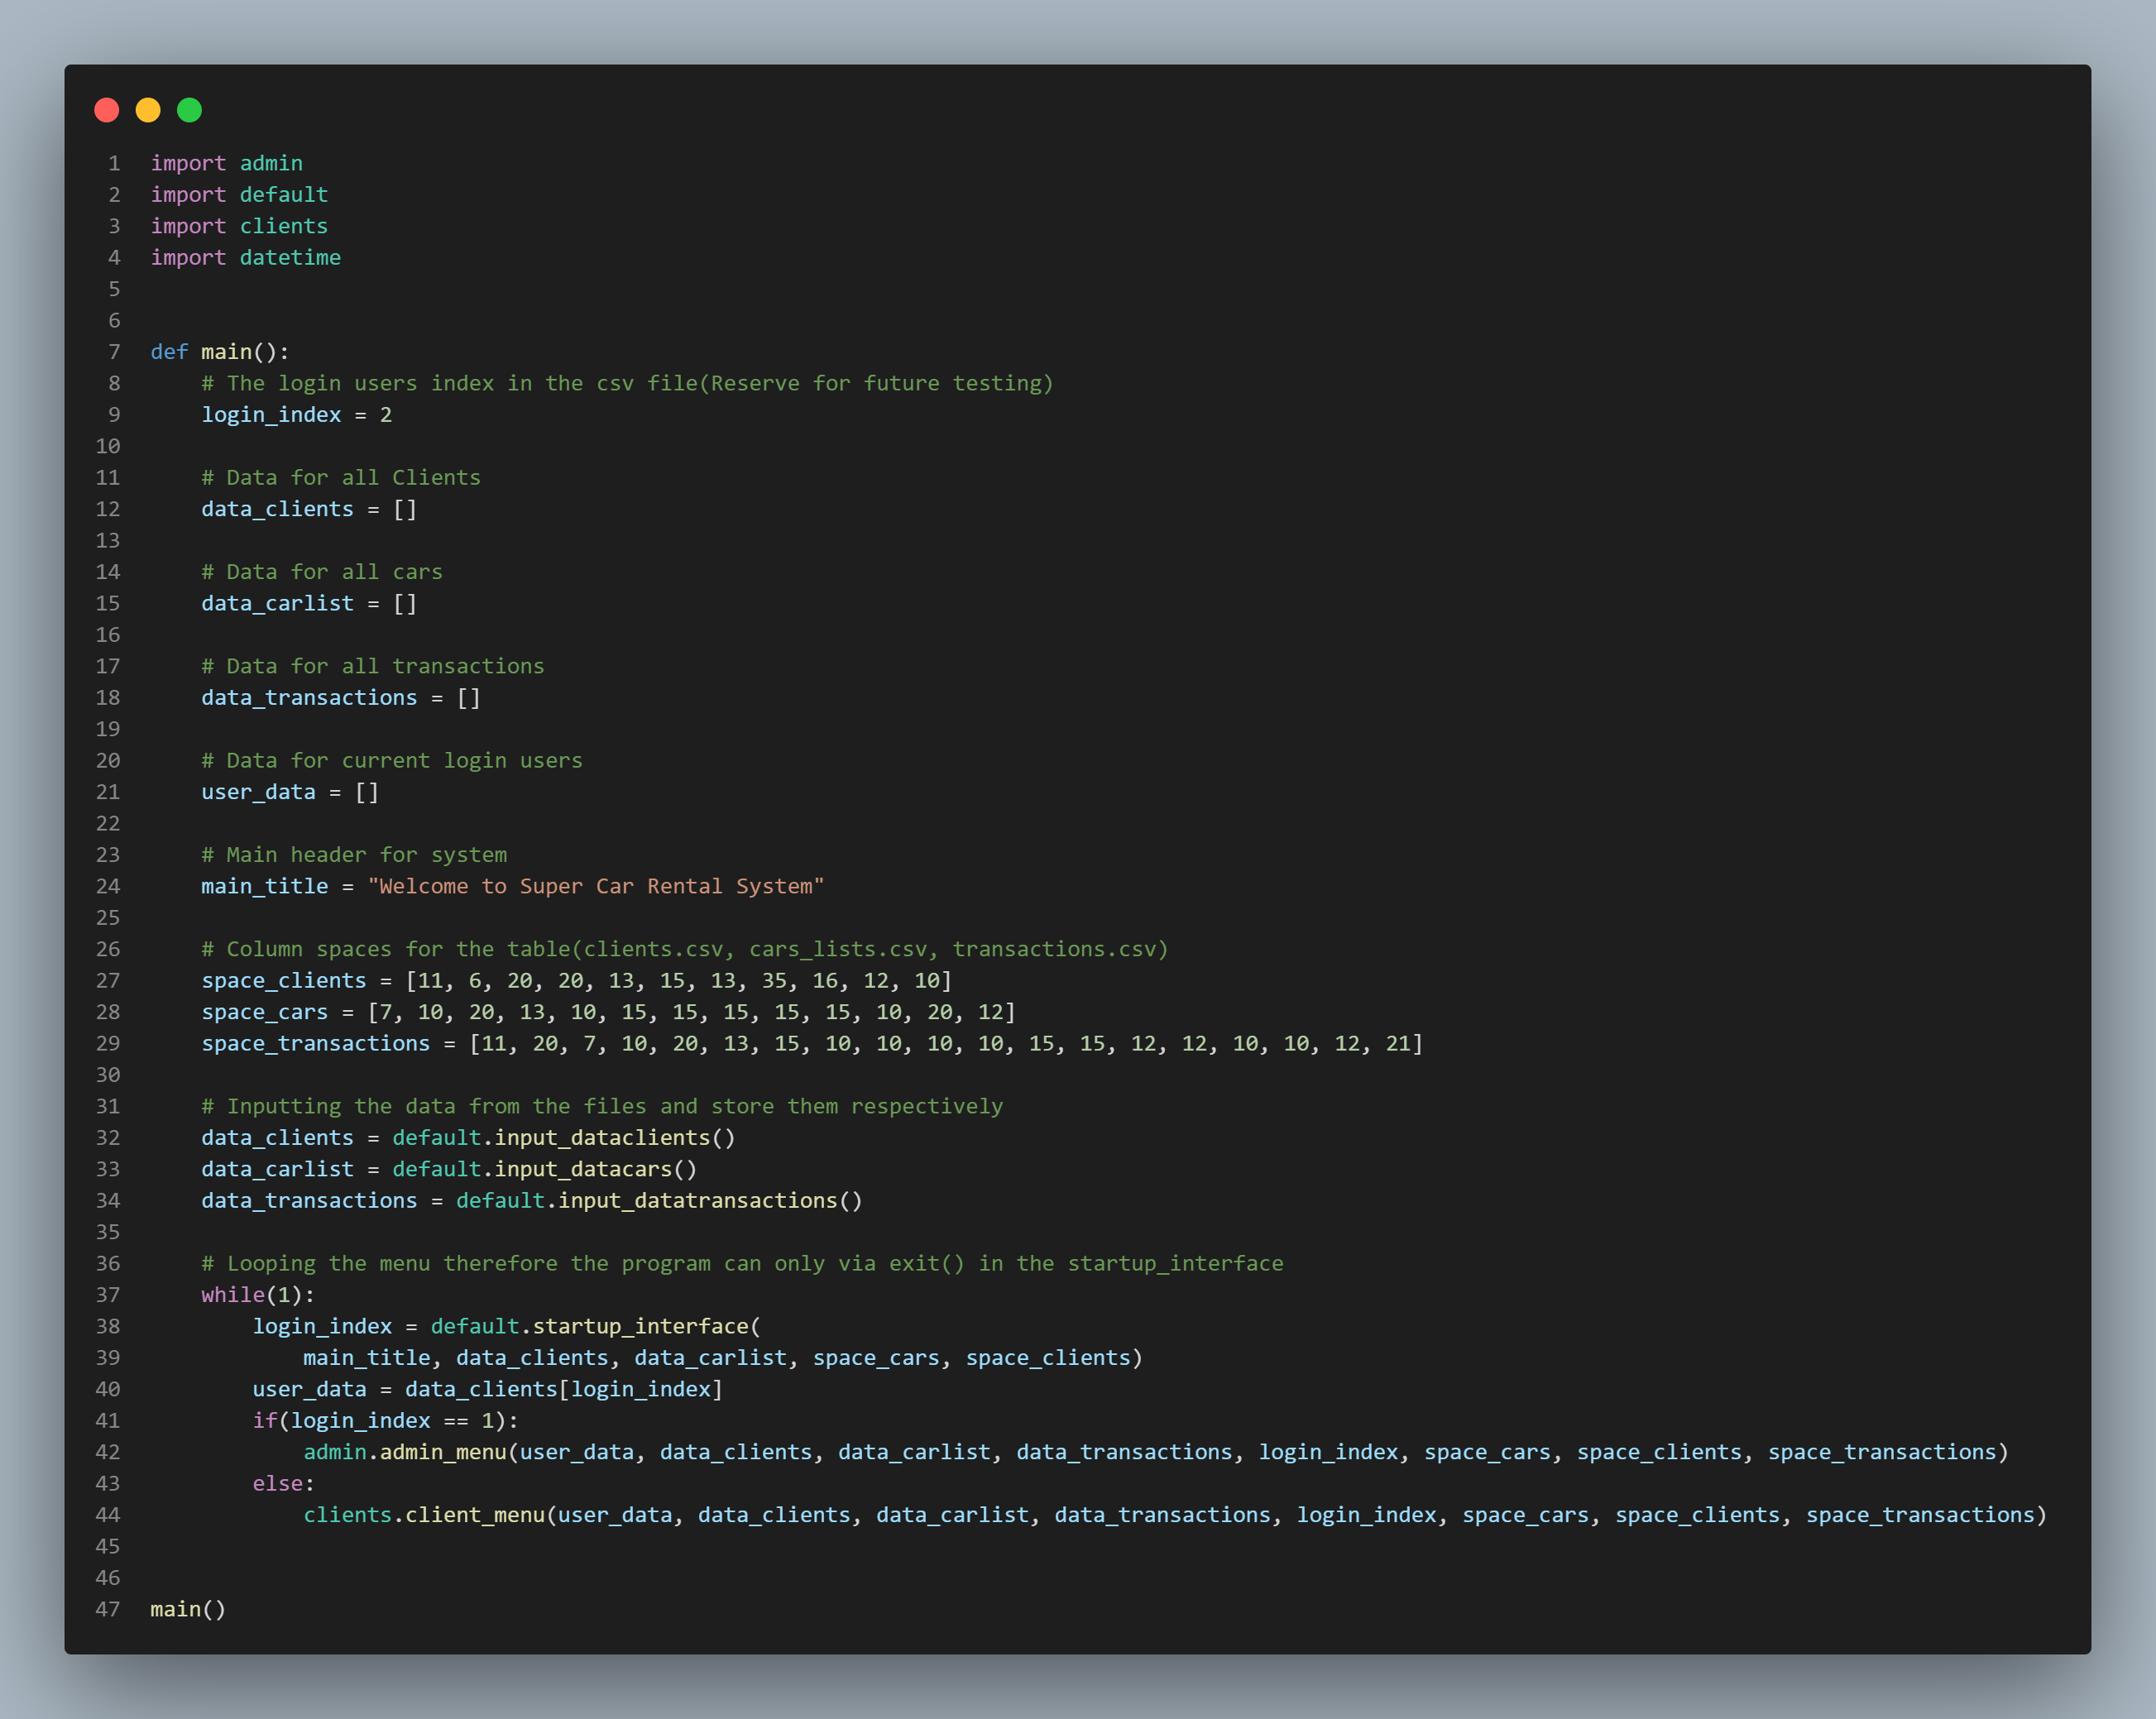 1 import admin
2 import default
3 import clients
4 import datetime
5
6
7 def main():
8     # The login users index in the csv file(Reserve for future testing)
9     login_index = 2
10
11     # Data for all Clients
12     data_clients = []
13
14     # Data for all cars
15     data_carlist = []
16
17     # Data for all transactions
18     data_transactions = []
19
20     # Data for current login users
21     user_data = []
22
23     # Main header for system
24     main_title = "Welcome to Super Car Rental System"
25
26     # Column spaces for the table(clients.csv, cars_lists.csv, transactions.csv)
27     space_clients = [11, 6, 20, 20, 13, 15, 13, 35, 16, 12, 10]
28     space_cars = [7, 10, 20, 13, 10, 15, 15, 15, 15, 15, 10, 20, 12]
29     space_transactions = [11, 20, 7, 10, 20, 13, 15, 10, 10, 10, 10, 15, 15, 12, 12, 10, 10, 12, 21]
30
31     # Inputting the data from the files and store them respectively
32     data_clients = default.input_dataclients()
33     data_carlist = default.input_datacars()
34     data_transactions = default.input_datatransactions()
35
36     # Looping the menu therefore the program can only via exit() in the startup_interface
37     while(1):
38         login_index = default.startup_interface(
39             main_title, data_clients, data_carlist, space_cars, space_clients)
40         user_data = data_clients[login_index]
41         if(login_index == 1):
42             admin.admin_menu(user_data, data_clients, data_carlist, data_transactions, login_index, space_cars, space_clients, space_transactions)
43         else:
44             clients.client_menu(user_data, data_clients, data_carlist, data_transactions, login_index, space_cars, space_clients, space_transactions)
45
46
47 main()